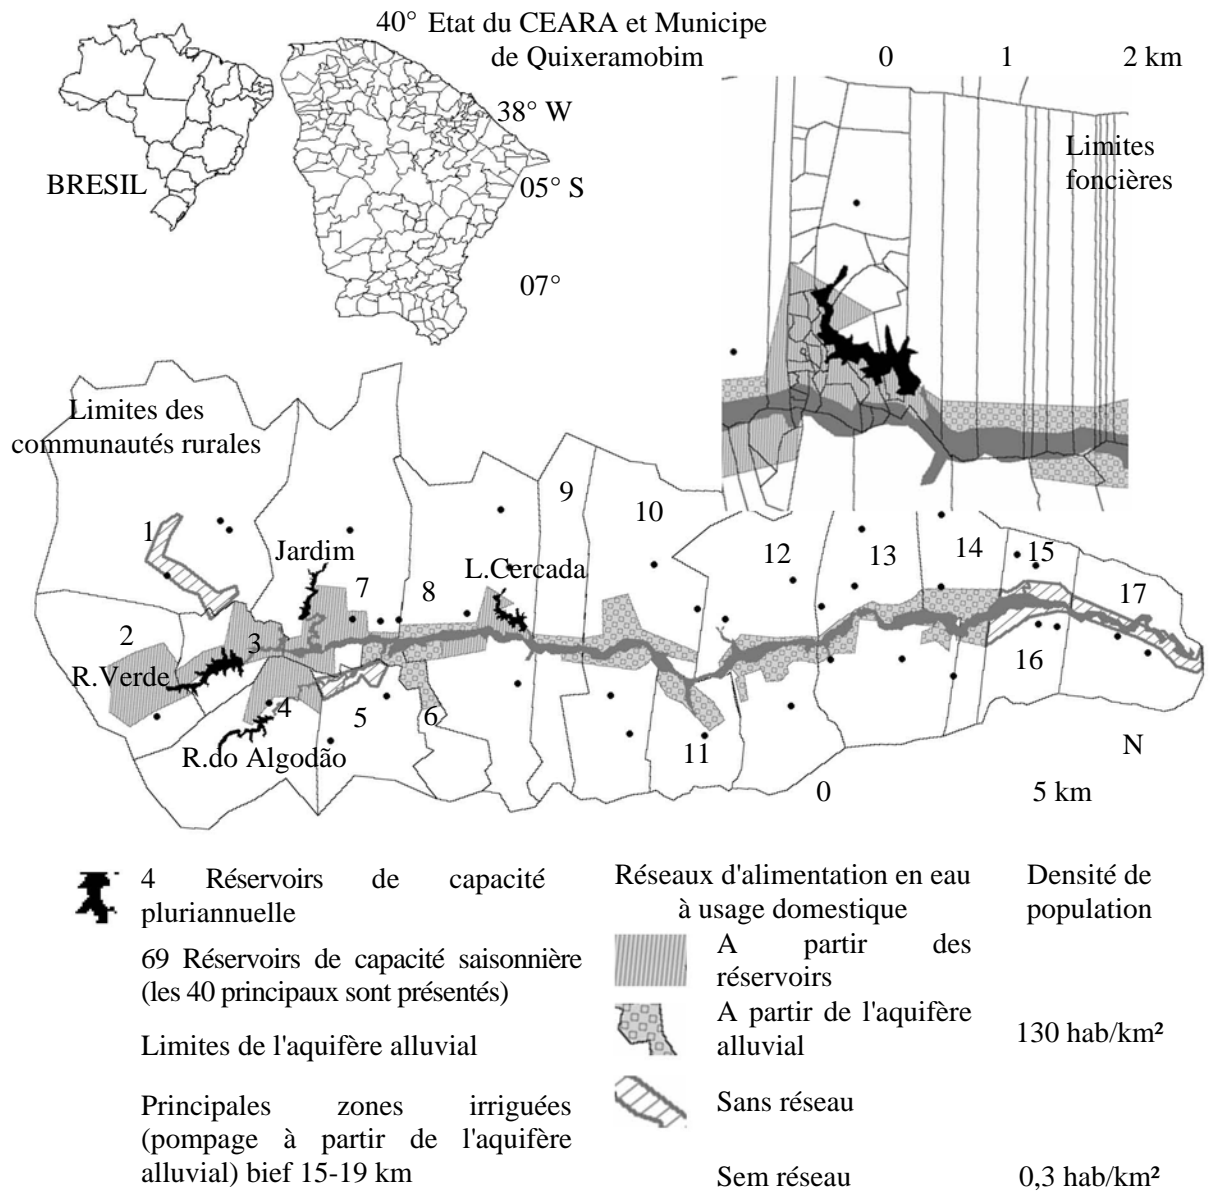 40° Etat du CEARA et Municipe
de Quixeramobim
0 1 2 km
38° W
Limites
foncières
BRESIL
05° S
07°
Limites des
communautés rurales
9
10
1
Jardim
12
13
14
15
7
8
L.Cercada
17
2
3
R.Verde
16
4
5
6
R.do Algodão
11
N
0 5 km
4 Réservoirs de capacité
pluriannuelle
69 Réservoirs de capacité saisonnière
(les 40 principaux sont présentés)
Limites de l'aquifère alluvial
Principales zones irriguées
(pompage à partir de l'aquifère
alluvial) bief 15-19 km
Réseaux d'alimentation en eau
à usage domestique
A partir des
réservoirs
A partir de l'aquifère
alluvial
Sans réseau
Sem réseau
Densité de
population
130 hab/km²
0,3 hab/km²